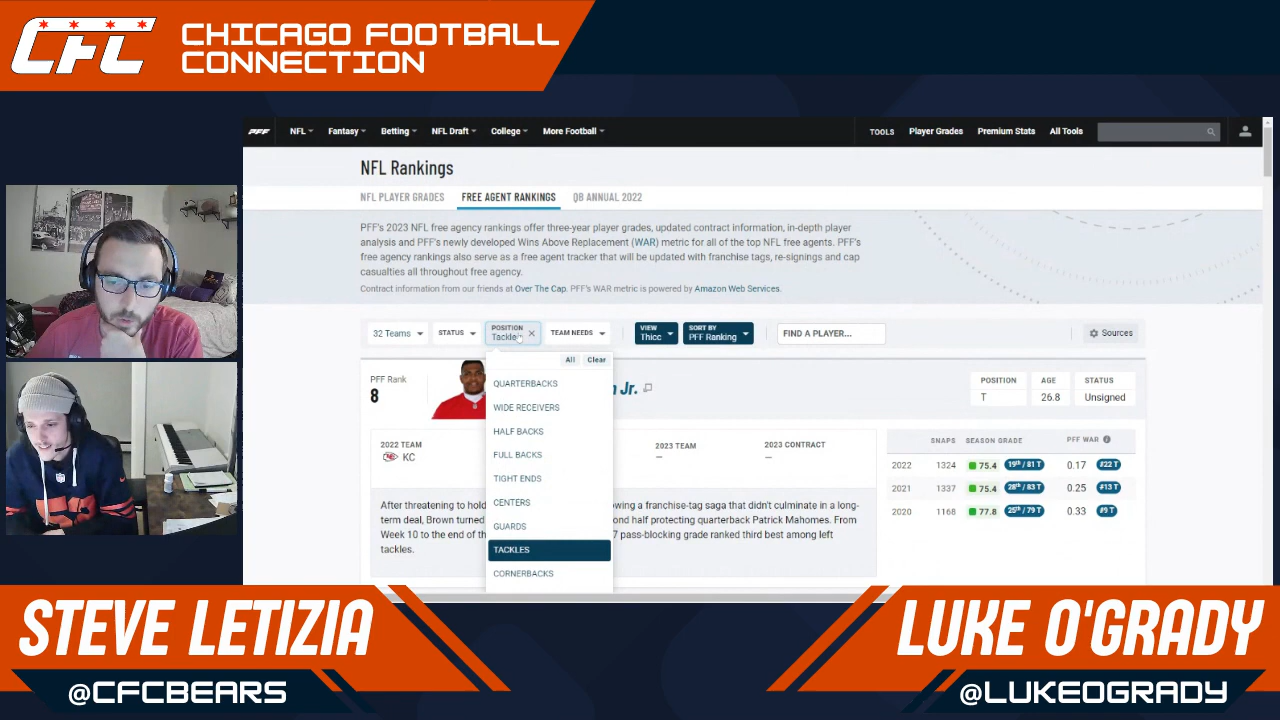 CFC
CHICAGO FOOTBALL
CONNECTION
PFF
NFL
Fantasy
Betting
NFL Draft
College
More Football
TOOLS
Player Grades
Premium Stats
All Tools
NFL Rankings
NFL PLAYER GRADES
FREE AGENT RANKINGS
QB ANNUAL 2022
PFF's 2023 NFL free agency rankings offer three-year player grades, updated contract information, in-depth player
analysis and PFF's newly developed Wins Above Replacement (WAR) metric for all of the top NFL free agents. PFF's
free agency rankings also serve as a free agent tracker that will be updated with franchise tags, re-signings and cap
casualties all throughout free agency.
Contract information from our friends at Over The Cap. PFF's WAR metric is powered by Amazon Web Services.
32 Teams
STATUS
POSITION
Tackles
TEAM NEEDS
VIEW
Thicc
SORT BY
PFF Ranking
FIND A PLAYER...
Sources
All
Clear
QUARTERBACKS
WIDE RECEIVERS
HALF BACKS
FULL BACKS
TIGHT ENDS
CENTERS
GUARDS
TACKLES
CORNERBACKS
PFF Rank
8
Jr.
POSITION
T
AGE
26.8
STATUS
Unsigned
2022 TEAM
KC
2023 TEAM
—
2023 CONTRACT
—
After threatening to hold
owing a franchise-tag saga that didn't culminate in a long-
term deal, Brown turned
ond half protecting quarterback Patrick Mahomes. From
Week 10 to the end of th
7 pass-blocking grade ranked third best among left
tackles.
SNAPS SEASON GRADE PFF WAR
2022 1324 75.4 19th / 81 T 0.17 #22 T
2021 1337 75.4 28th / 83 T 0.25 #13 T
2020 1168 77.8 25th / 79 T 0.33 #9 T
STEVE LETIZIA
@CFCBEARS
LUKE O'GRADY
@LUKEOGRADY